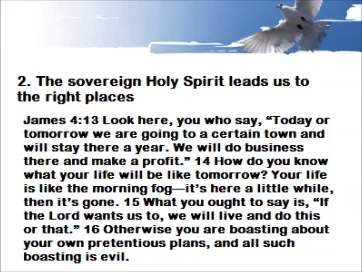 2. The sovereign Holy Spirit leads us to
the right places
James 4:13 Look here, you who say, “Today or
tomorrow we are going to a certain town and
will stay there a year. We will do business
there and make a profit.” 14 How do you know
what your life will be like tomorrow? Your life
is like the morning fog—it’s here a little while,
then it’s gone. 15 What you ought to say is, “If
the Lord wants us to, we will live and do this
or that.” 16 Otherwise you are boasting about
your own pretentious plans, and all such
boasting is evil.